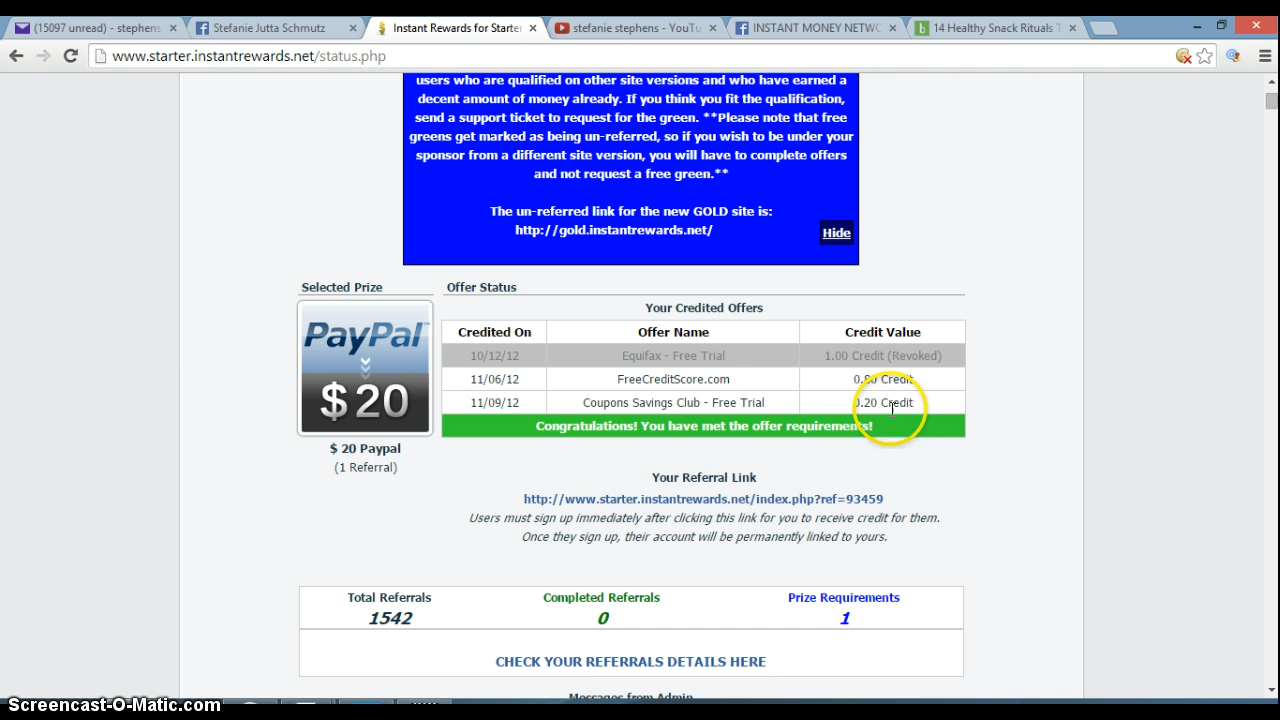 (15097 unread) - stephens
Stefanie Jutta Schmutz
Instant Rewards for Starte
stefanie stephens - YouTu
INSTANT MONEY NETWO
14 Healthy Snack Rituals T
www.starter.instantrewards.net/status.php
users who are qualified on other site versions and who have earned a
decent amount of money already. If you think you fit the qualification,
send a support ticket to request for the green. **Please note that free
greens get marked as being un-referred, so if you wish to be under your
sponsor from a different site version, you will have to complete offers
and not request a free green.**
The un-referred link for the new GOLD site is:
http://gold.instantrewards.net/
Hide
Selected Prize
Offer Status
PayPal
$20
$ 20 Paypal
(1 Referral)
Your Credited Offers
Credited On Offer Name Credit Value
10/12/12 Equifax - Free Trial 1.00 Credit (Revoked)
11/06/12 FreeCreditScore.com 0.80 Credit
11/09/12 Coupons Savings Club - Free Trial 0.20 Credit
Congratulations! You have met the offer requirements!
Your Referral Link
http://www.starter.instantrewards.net/index.php?ref=93459
Users must sign up immediately after clicking this link for you to receive credit for them.
Once they sign up, their account will be permanently linked to yours.
Total Referrals Completed Referrals Prize Requirements
1542 0 1
CHECK YOUR REFERRALS DETAILS HERE
Messages from Admin
Screencast-O-Matic.com